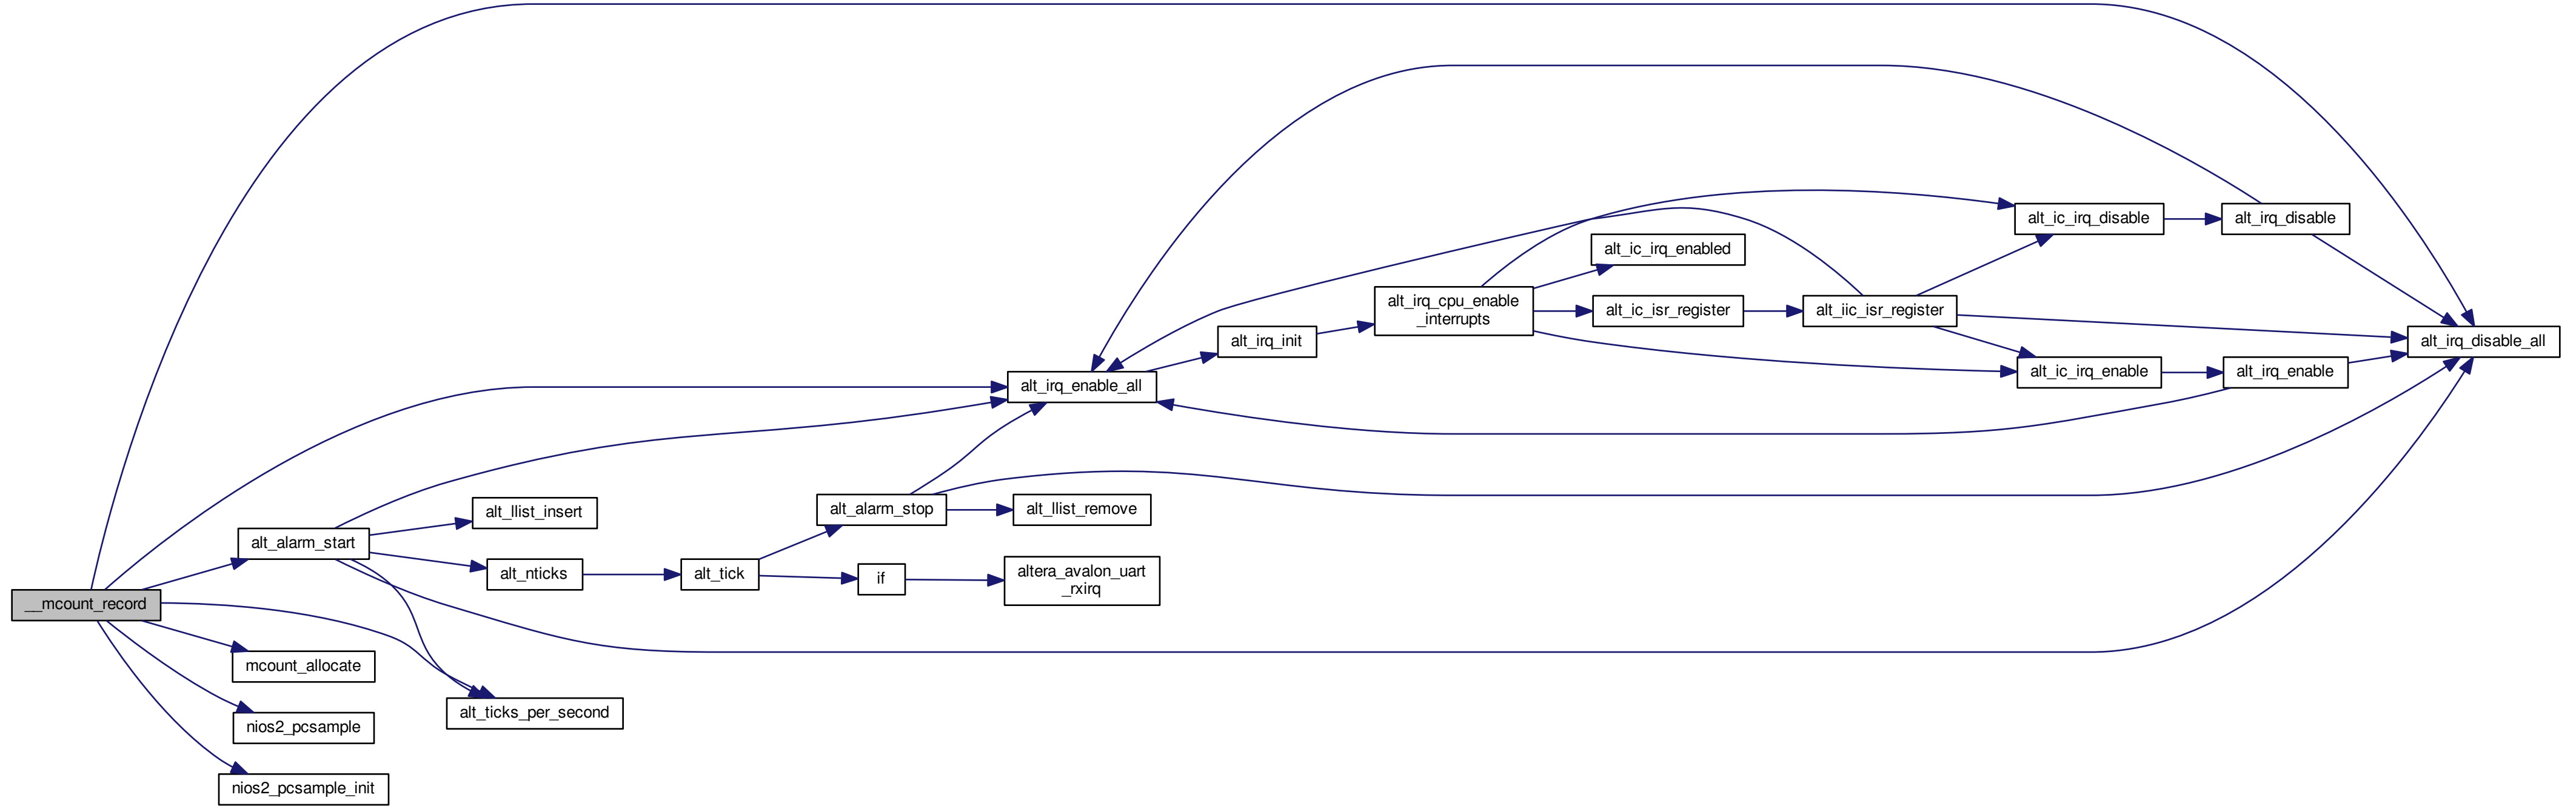 alt_ic_irq_disable
alt_irq_disable
alt_ic_irq_enabled
alt_irq_cpu_enable
_interrupts
alt_ic_isr_register
alt_iic_isr_register
alt_irq_init
alt_irq_disable_all
alt_irq_enable_all
alt_ic_irq_enable
alt_irq_enable
alt_llist_insert
alt_alarm_stop
alt_llist_remove
alt_alarm_start
alt_nticks
alt_tick
if
altera_avalon_uart
_rxirq
__mcount_record
mcount_allocate
alt_ticks_per_second
nios2_pcsample
nios2_pcsample_init